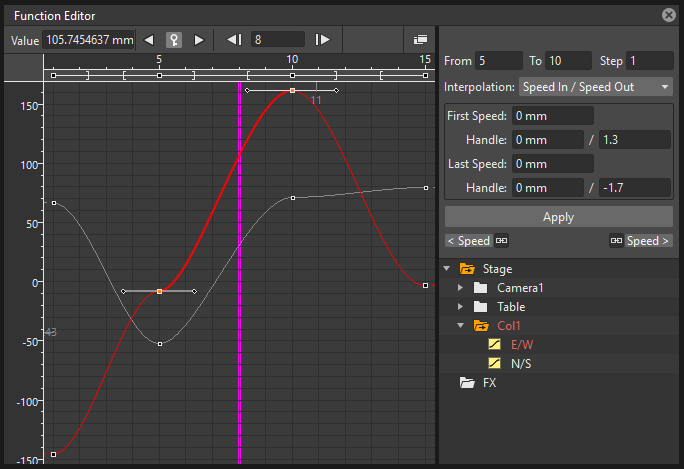 Function Editor
Value 105.7454637 mm 8
5 10 15
150
100
50
0
-50
-100
-150
11
43
From 5 To 10 Step 1
Interpolation: Speed In / Speed Out
First Speed: 0 mm
Handle: 0 mm / 1.3
Last Speed: 0 mm
Handle: 0 mm / -1.7
Apply
< Speed Speed >
Stage
Camera1
Table
Col1
E/W
N/S
FX